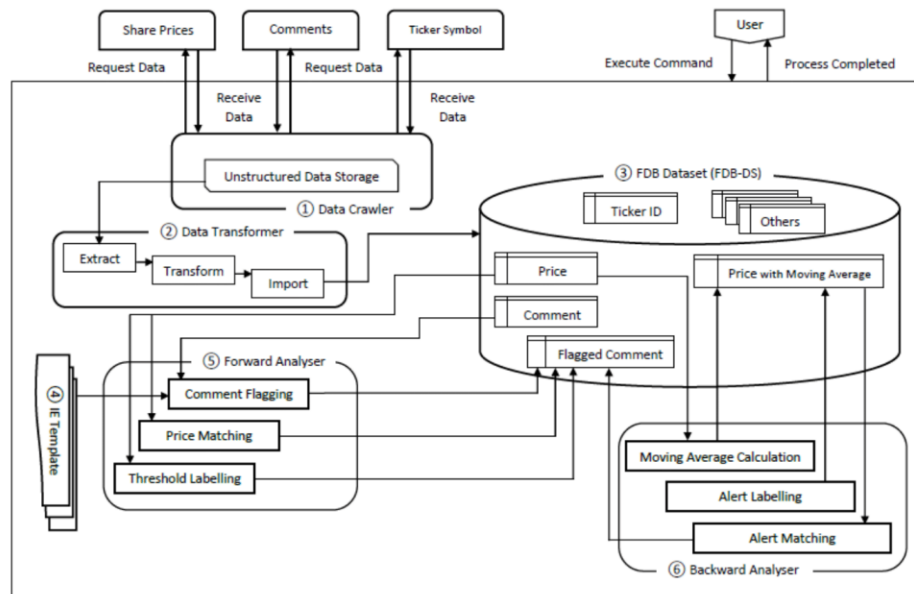 Share Prices
Comments
Ticker Symbol
User
Request Data
Request Data
Execute Command
Process Completed
Receive
Data
Receive
Data
Unstructured Data Storage
① Data Crawler
③ FDB Dataset (FDB-DS)
Ticker ID
Others
② Data Transformer
Extract
Transform
Import
Price
Price with Moving Average
Comment
Flagged Comment
④ IE Template
⑤ Forward Analyser
Comment Flagging
Price Matching
Threshold Labelling
Moving Average Calculation
Alert Labelling
Alert Matching
⑥ Backward Analyser